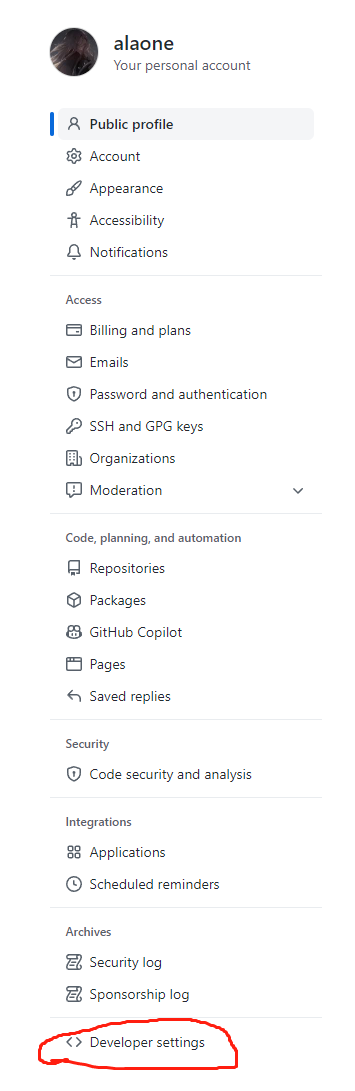 alaone
Your personal account
Public profile
Account
Appearance
Accessibility
Notifications
Access
Billing and plans
Emails
Password and authentication
SSH and GPG keys
Organizations
Moderation
Code, planning, and automation
Repositories
Packages
GitHub Copilot
Pages
Saved replies
Security
Code security and analysis
Integrations
Applications
Scheduled reminders
Archives
Security log
Sponsorship log
Developer settings